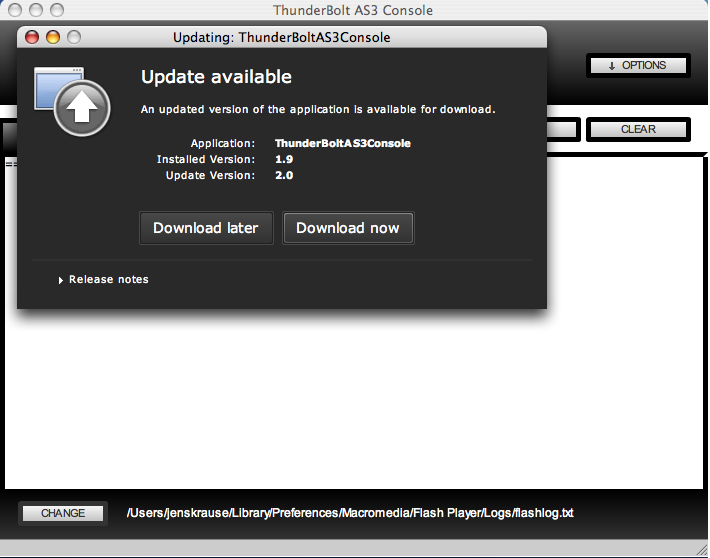 ThunderBolt AS3 Console
Updating: ThunderBoltAS3Console
Update available
An updated version of the application is available for download.
Application: ThunderBoltAS3Console
Installed Version: 1.9
Update Version: 2.0
Download later
Download now
Release notes
↓ OPTIONS
CLEAR
==
CHANGE
/Users/jenskrause/Library/Preferences/Macromedia/Flash Player/Logs/flashlog.txt